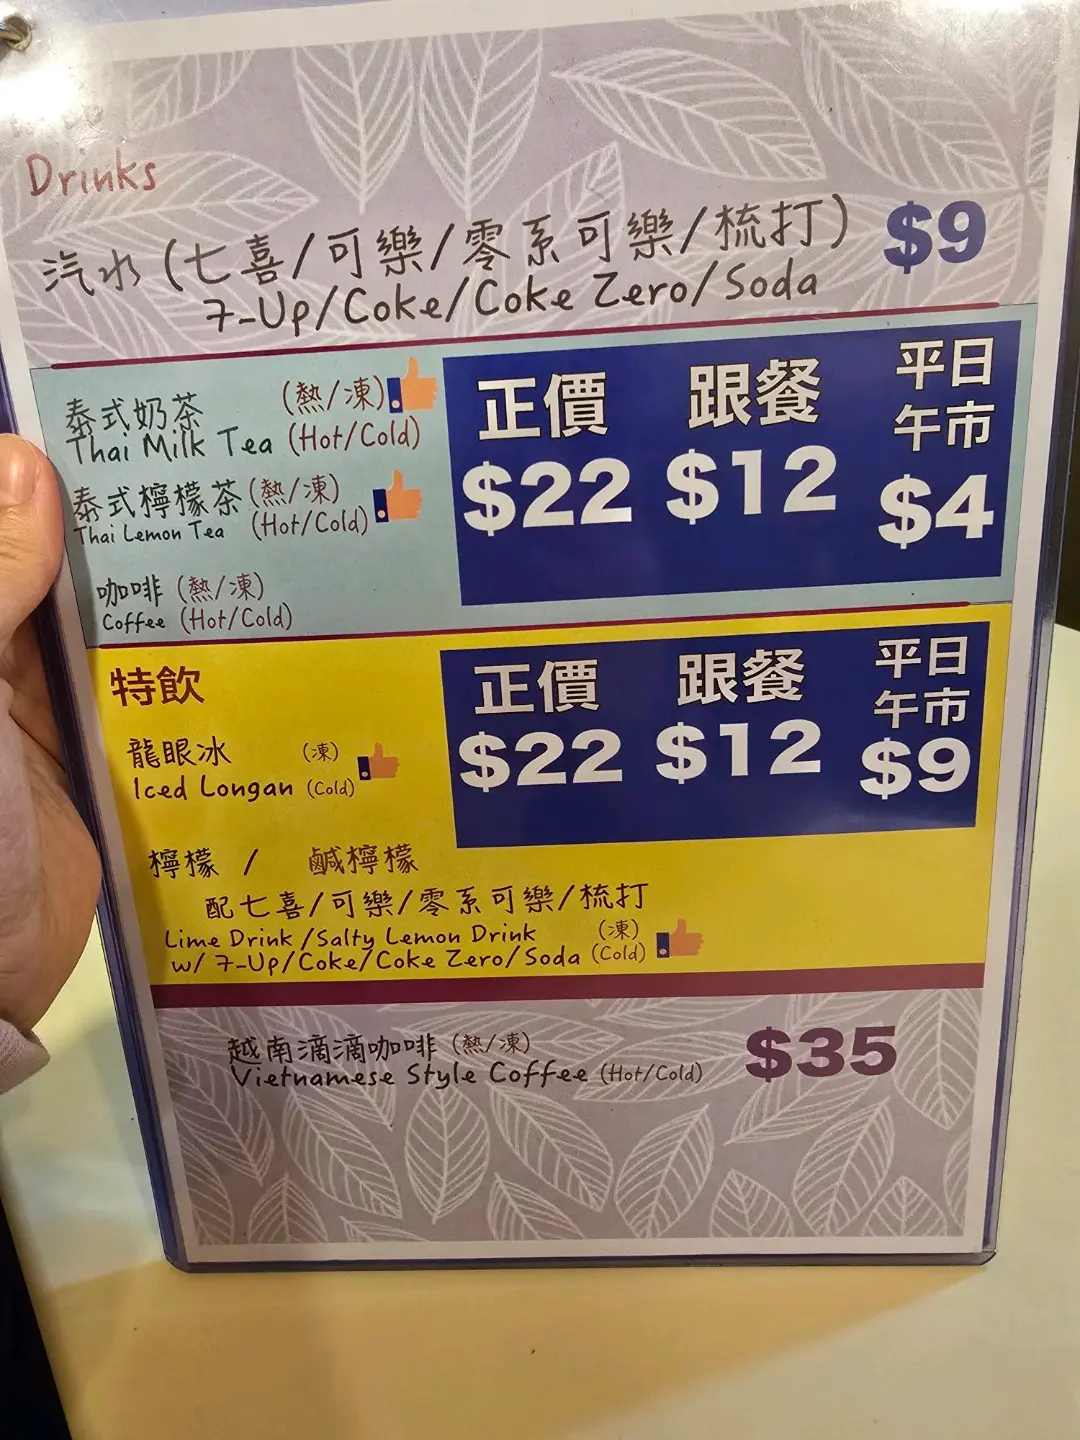 Drinks
汽水 (七喜/可樂/零系可樂/梳打) $9
7-Up/Coke/Coke Zero/Soda
泰式奶茶 (熱/凍)
Thai Milk Tea (Hot/Cold)
泰式檸檬茶 (熱/凍)
Thai Lemon Tea (Hot/Cold)
咖啡 (熱/凍)
Coffee (Hot/Cold)
正價 跟餐 平日
午市
$22 $12 $4
特飲
龍眼冰 (凍)
Iced Longan (Cold)
正價 跟餐 平日
午市
$22 $12 $9
檸檬 / 鹹檸檬
配七喜/可樂/零系可樂/梳打
Lime Drink/Salty Lemon Drink (凍)
w/ 7-Up/Coke/Coke Zero/Soda (Cold)
越南滴滴咖啡 (熱/凍) $35
Vietnamese Style Coffee (Hot/Cold)